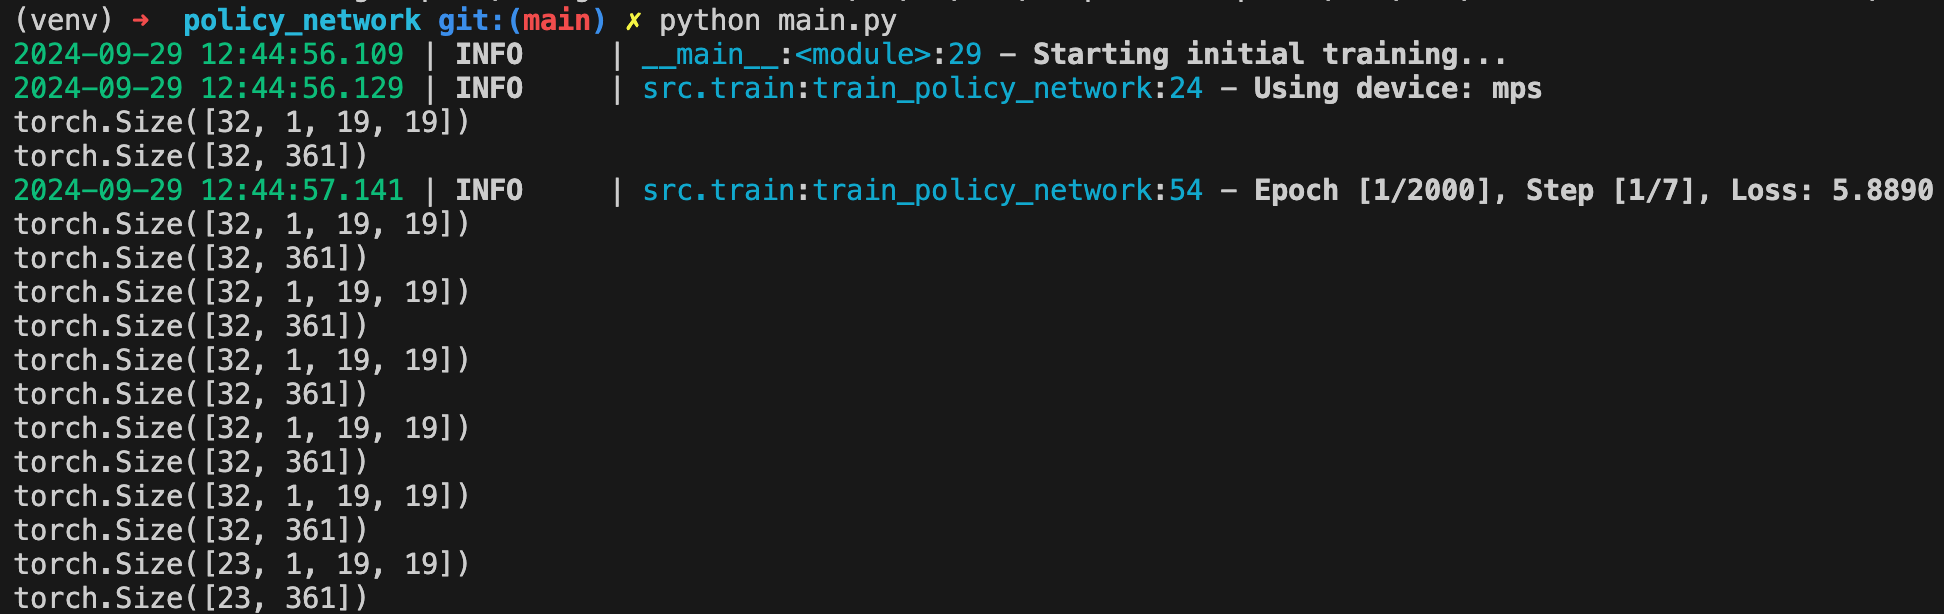 (venv) ➜ policy_network git:(main) ✗ python main.py
2024-09-29 12:44:56.109 | INFO     | __main__:<module>:29 - Starting initial training...
2024-09-29 12:44:56.129 | INFO     | src.train:train_policy_network:24 - Using device: mps
torch.Size([32, 1, 19, 19])
torch.Size([32, 361])
2024-09-29 12:44:57.141 | INFO     | src.train:train_policy_network:54 - Epoch [1/2000], Step [1/7], Loss: 5.8890
torch.Size([32, 1, 19, 19])
torch.Size([32, 361])
torch.Size([32, 1, 19, 19])
torch.Size([32, 361])
torch.Size([32, 1, 19, 19])
torch.Size([32, 361])
torch.Size([32, 1, 19, 19])
torch.Size([32, 361])
torch.Size([32, 1, 19, 19])
torch.Size([32, 361])
torch.Size([23, 1, 19, 19])
torch.Size([23, 361])